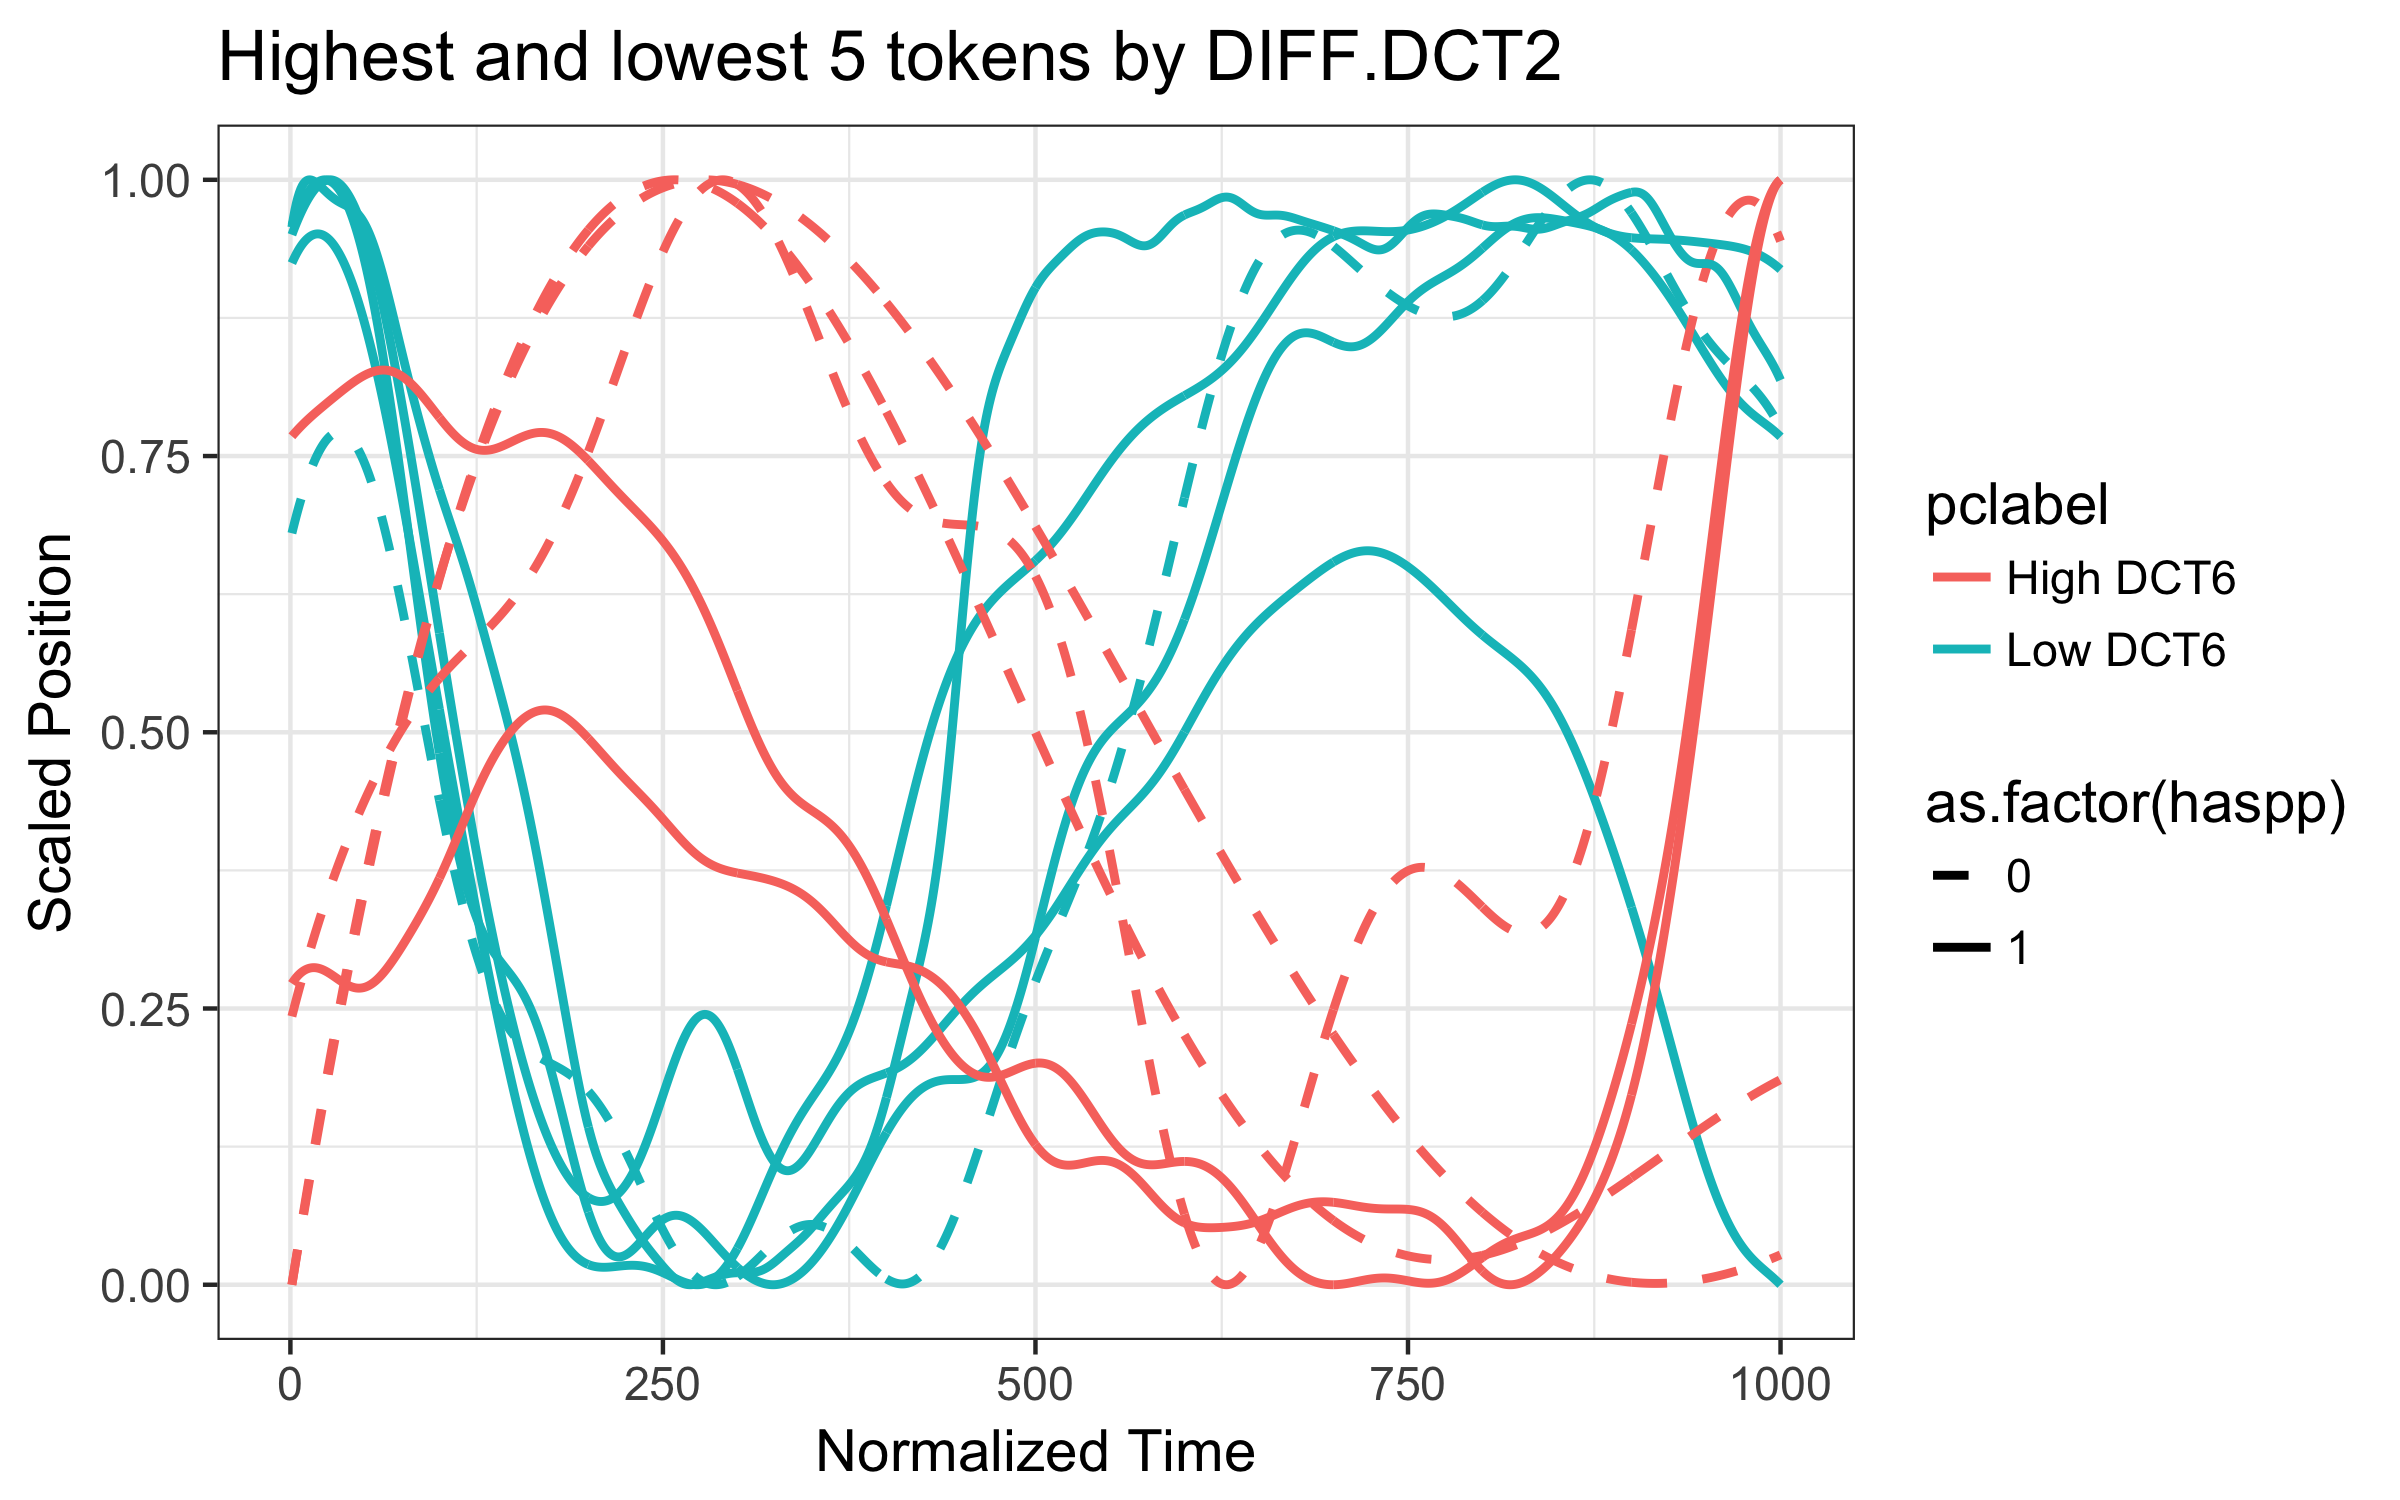 Highest and lowest 5 tokens by DIFF.DCT2
1.00
0.75
0.50
0.25
0.00
Scaled Position
0 250 500 750 1000
Normalized Time
pclabel
High DCT6
Low DCT6
as.factor(haspp)
0
1